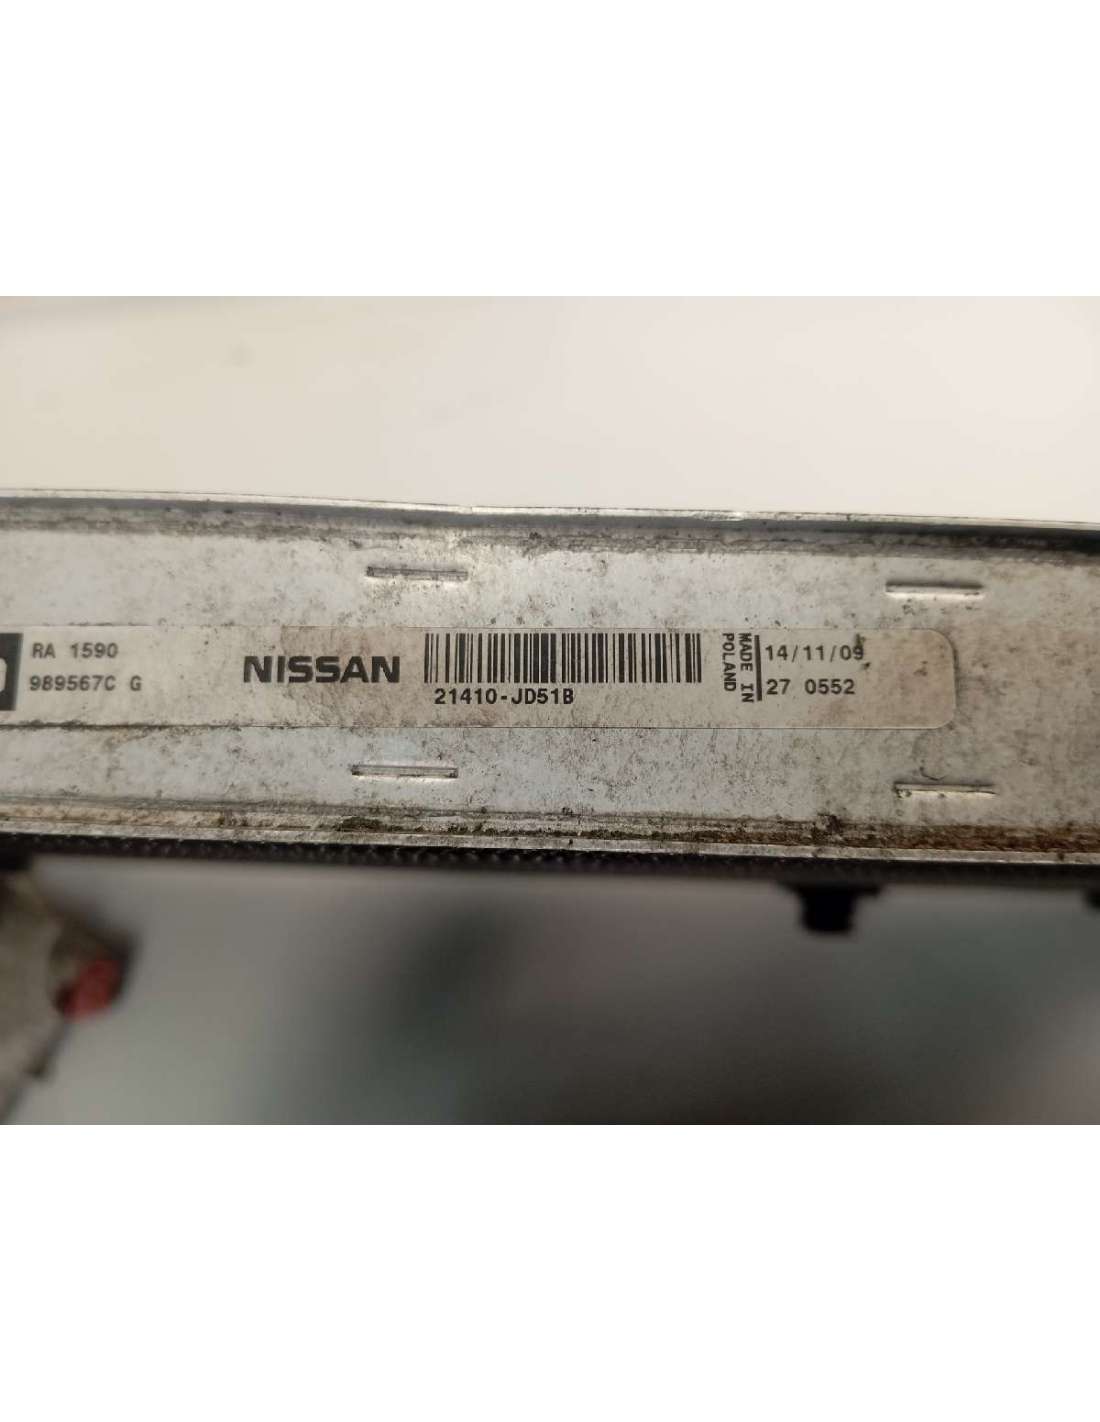 RA 1590
989567C G
NISSAN
21410-JD51B
MADE IN
POLAND
14/11/09
27 0552